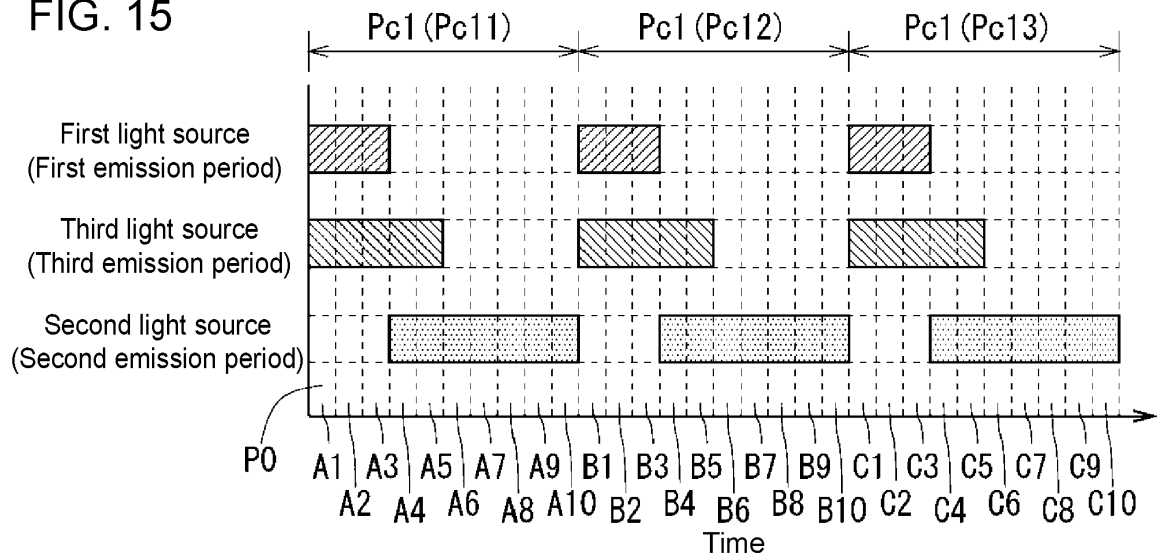 FIG. 15
Pc1 (Pc11) Pc1 (Pc12) Pc1 (Pc13)
First light source
(First emission period)
Third light source
(Third emission period)
Second light source
(Second emission period)
P0 A1 A3 A5 A7 A9 B1 B3 B5 B7 B9 C1 C3 C5 C7 C9
A2 A4 A6 A8 A10 B2 B4 B6 B8 B10 C2 C4 C6 C8 C10
Time